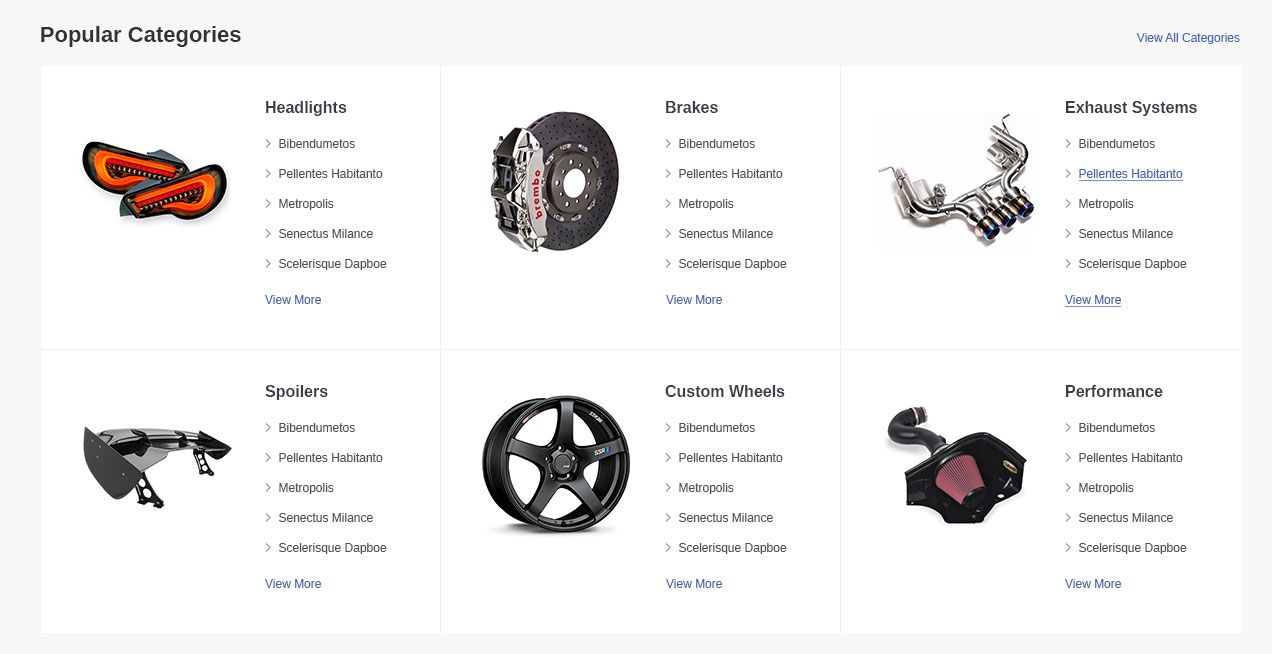 Popular Categories
View All Categories
Headlights
Bibendumetos
Pellentes Habitanto
Metropolis
Senectus Milance
Scelerisque Dapboe
View More
brembo
Brakes
Bibendumetos
Pellentes Habitanto
Metropolis
Senectus Milance
Scelerisque Dapboe
View More
Exhaust Systems
Bibendumetos
Pellentes Habitanto
Metropolis
Senectus Milance
Scelerisque Dapboe
View More
Spoilers
Bibendumetos
Pellentes Habitanto
Metropolis
Senectus Milance
Scelerisque Dapboe
View More
SSR
Custom Wheels
Bibendumetos
Pellentes Habitanto
Metropolis
Senectus Milance
Scelerisque Dapboe
View More
Performance
Bibendumetos
Pellentes Habitanto
Metropolis
Senectus Milance
Scelerisque Dapboe
View More